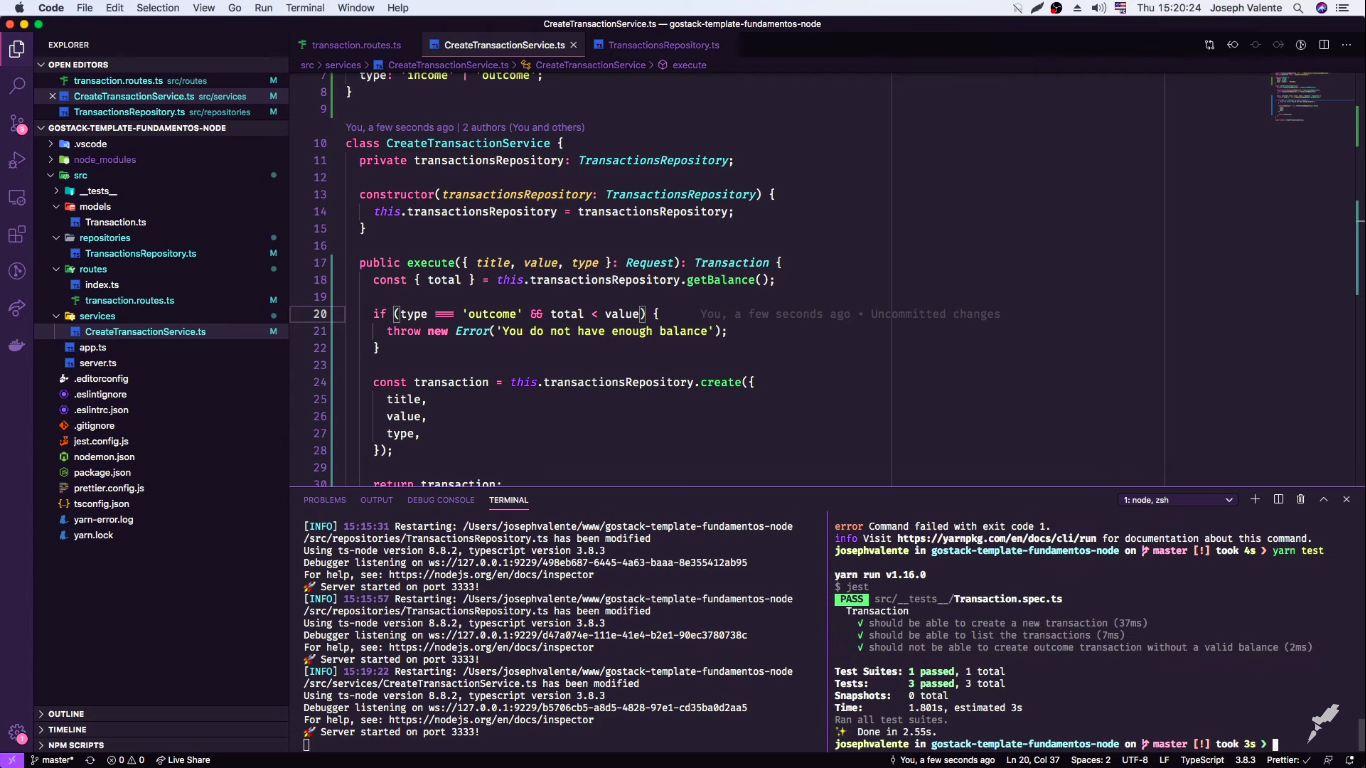 Code File Edit Selection View Go Run Terminal Window Help Thu 15:20:24 Joseph Valente
CreateTransactionService.ts — gostack-template-fundamentos-node
EXPLORER
OPEN EDITORS
transaction.routes.ts src/routes M
CreateTransactionService.ts src/services M
TransactionsRepository.ts src/repositories M
GOSTACK-TEMPLATE-FUNDAMENTOS-NODE
.vscode
node_modules
src
__tests__
models
Transaction.ts
repositories
TransactionsRepository.ts M
routes
index.ts
transaction.routes.ts M
services
CreateTransactionService.ts M
app.ts
server.ts
.editorconfig
.eslintignore
.eslintrc.json
.gitignore
jest.config.js
nodemon.json
package.json
prettier.config.js
tsconfig.json
yarn-error.log
yarn.lock
OUTLINE
TIMELINE
NPM SCRIPTS
3
1
transaction.routes.ts CreateTransactionService.ts TransactionsRepository.ts
src > services > CreateTransactionService.ts > CreateTransactionService > execute
7 type: 'income' | 'outcome';
8 }
9
You, a few seconds ago | 2 authors (You and others)
10 class CreateTransactionService {
11 private transactionsRepository: TransactionsRepository;
12
13 constructor(transactionsRepository: TransactionsRepository) {
14 this.transactionsRepository = transactionsRepository;
15 }
16
17 public execute({ title, value, type }: Request): Transaction {
18 const { total } = this.transactionsRepository.getBalance();
19
20 if (type === 'outcome' && total < value) { You, a few seconds ago • Uncommitted changes
21 throw new Error('You do not have enough balance');
22 }
23
24 const transaction = this.transactionsRepository.create({
25 title,
26 value,
27 type,
28 });
29
30 return transaction;
PROBLEMS OUTPUT DEBUG CONSOLE TERMINAL 1: node, zsh
[INFO] 15:15:31 Restarting: /Users/josephvalente/www/gostack-template-fundamentos-node
/src/repositories/TransactionsRepository.ts has been modified
Using ts-node version 8.8.2, typescript version 3.8.3
Debugger listening on ws://127.0.0.1:9229/498eb687-6445-4a63-baaa-8e355412ab95
For help, see: https://nodejs.org/en/docs/inspector
🚀 Server started on port 3333!
[INFO] 15:15:57 Restarting: /Users/josephvalente/www/gostack-template-fundamentos-node
/src/repositories/TransactionsRepository.ts has been modified
Using ts-node version 8.8.2, typescript version 3.8.3
Debugger listening on ws://127.0.0.1:9229/d47a074e-111e-41e4-b2e1-90ec3780738c
For help, see: https://nodejs.org/en/docs/inspector
🚀 Server started on port 3333!
[INFO] 15:19:22 Restarting: /Users/josephvalente/www/gostack-template-fundamentos-node
/src/services/CreateTransactionService.ts has been modified
Using ts-node version 8.8.2, typescript version 3.8.3
Debugger listening on ws://127.0.0.1:9229/b5706cb5-a8d5-4828-97e1-cd35ba0d2aa5
For help, see: https://nodejs.org/en/docs/inspector
🚀 Server started on port 3333!
error Command failed with exit code 1.
info Visit https://yarnpkg.com/en/docs/cli/run for documentation about this command.
josephvalente in gostack-template-fundamentos-node on master [!] took 4s ❯ yarn test
yarn run v1.16.0
$ jest
PASS src/__tests__/Transaction.spec.ts
Transaction
√ should be able to create a new transaction (37ms)
√ should be able to list the transactions (7ms)
√ should not be able to create outcome transaction without a valid balance (2ms)
Test Suites: 1 passed, 1 total
Tests: 3 passed, 3 total
Snapshots: 0 total
Time: 1.801s, estimated 3s
Ran all test suites.
✨ Done in 2.55s.
josephvalente in gostack-template-fundamentos-node on master [!] took 3s ❯
master* 0 0 Live Share You, a few seconds ago Ln 20, Col 37 Spaces: 2 UTF-8 LF TypeScript 3.8.3 Prettier: ✓